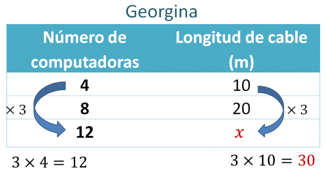 Georgina
Número de computadoras Longitud de cable (m)
4 10
× 3 8 20 × 3
12 x
3 × 4 = 12 3 × 10 = 30